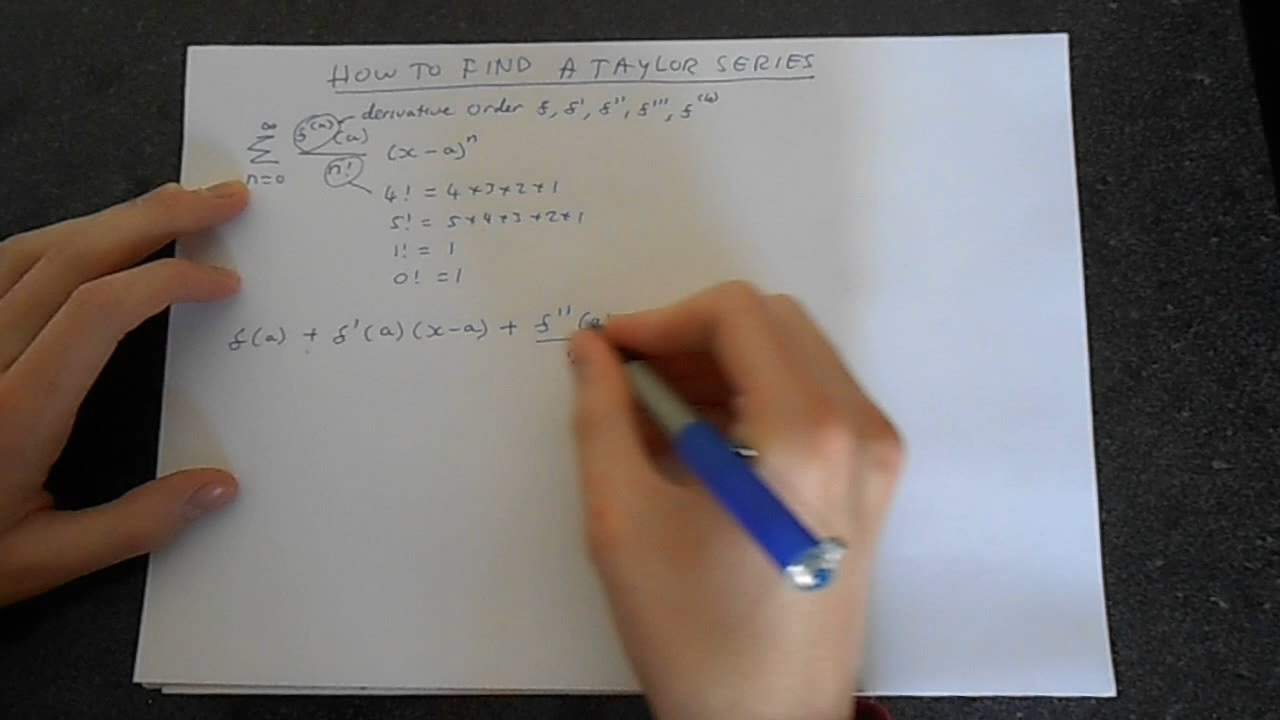 HOW TO FIND A TAYLOR SERIES
derivative order f, f', f'', f''', f⁽⁴⁾
∞
Σ f⁽ⁿ⁾(a) / n! (x-a)ⁿ
n=0
4! = 4×3×2×1
5! = 5×4×3×2×1
1! = 1
0! = 1
f(a) + f'(a)(x-a) + f''(a)